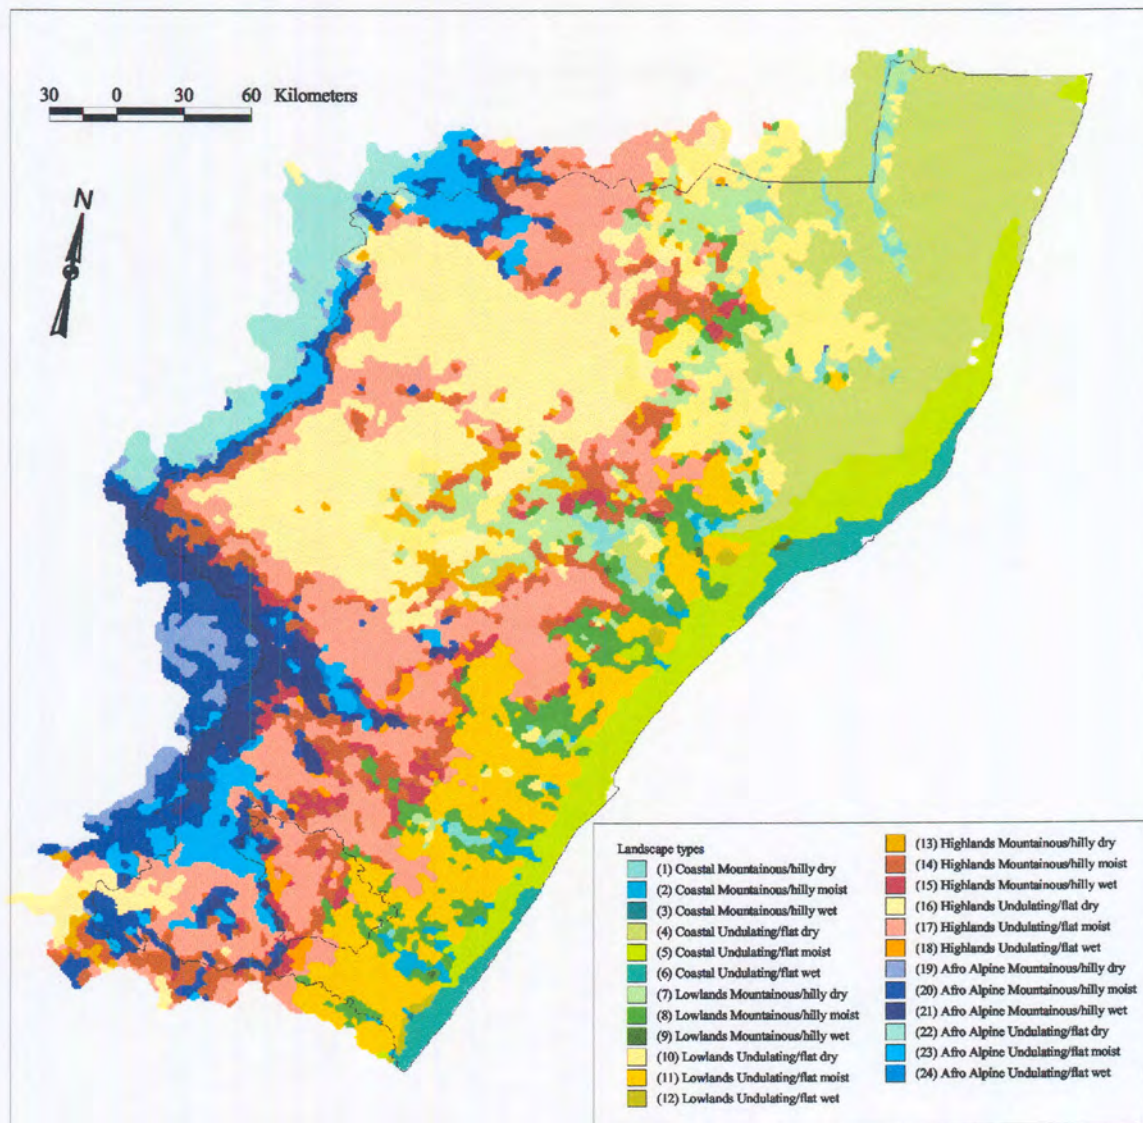 30 0 30 60 Kilometers
N
Landscape types
(1) Coastal Mountainous/hilly dry
(2) Coastal Mountainous/hilly moist
(3) Coastal Mountainous/hilly wet
(4) Coastal Undulating/flat dry
(5) Coastal Undulating/flat moist
(6) Coastal Undulating/flat wet
(7) Lowlands Mountainous/hilly dry
(8) Lowlands Mountainous/hilly moist
(9) Lowlands Mountainous/hilly wet
(10) Lowlands Undulating/flat dry
(11) Lowlands Undulating/flat moist
(12) Lowlands Undulating/flat wet
(13) Highlands Mountainous/hilly dry
(14) Highlands Mountainous/hilly moist
(15) Highlands Mountainous/hilly wet
(16) Highlands Undulating/flat dry
(17) Highlands Undulating/flat moist
(18) Highlands Undulating/flat wet
(19) Afro Alpine Mountainous/hilly dry
(20) Afro Alpine Mountainous/hilly moist
(21) Afro Alpine Mountainous/hilly wet
(22) Afro Alpine Undulating/flat dry
(23) Afro Alpine Undulating/flat moist
(24) Afro Alpine Undulating/flat wet